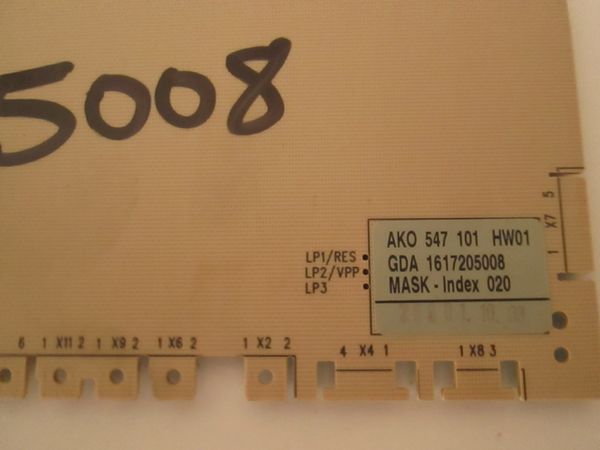 5008
AKO 547 101 HW01
GDA 1617205008
MASK - Index 020
LP1/RES
LP2/VPP
LP3
1 X7 5
6 1 X11 2 1 X9 2 1 X6 2 1 X2 2
4 X4 1
1 X8 3